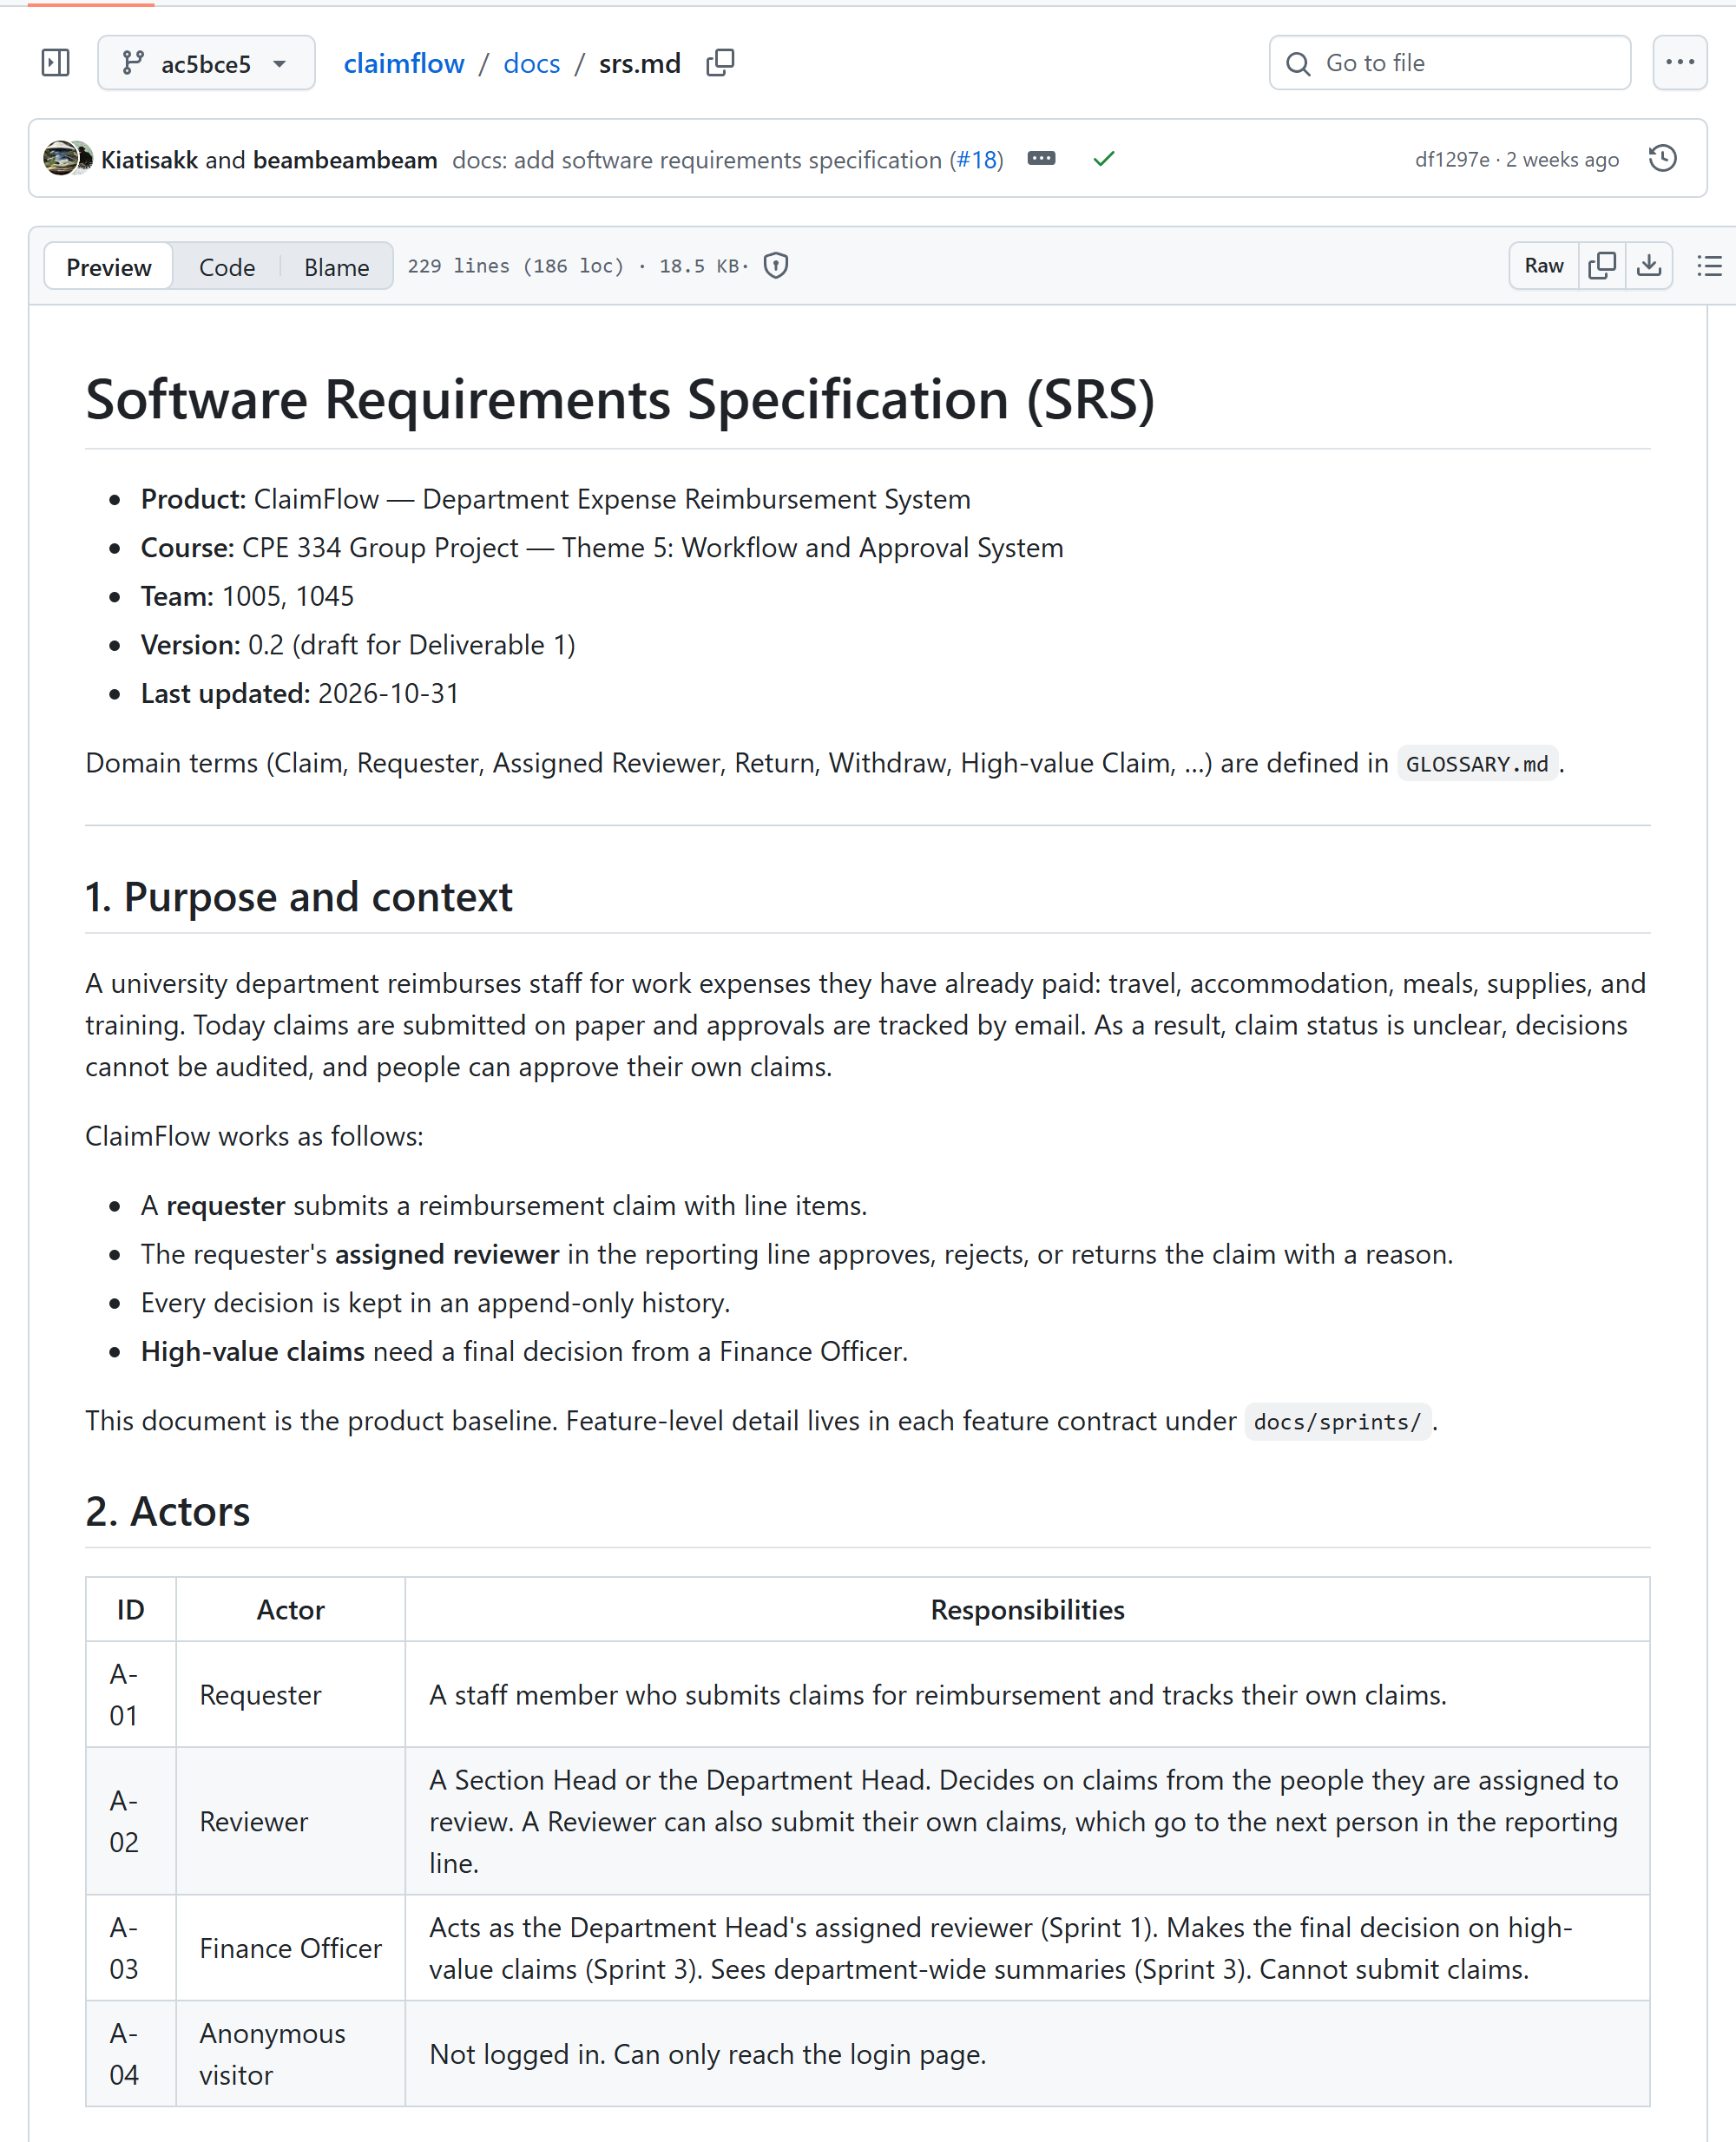 ac5bce5
claimflow / docs / srs.md
Go to file
Kiatisakk and beambeambeam docs: add software requirements specification (#18)
df1297e · 2 weeks ago
Preview
Code
Blame
229 lines (186 loc) · 18.5 KB ·
Raw
Software Requirements Specification (SRS)
• Product: ClaimFlow — Department Expense Reimbursement System
• Course: CPE 334 Group Project — Theme 5: Workflow and Approval System
• Team: 1005, 1045
• Version: 0.2 (draft for Deliverable 1)
• Last updated: 2026-10-31
Domain terms (Claim, Requester, Assigned Reviewer, Return, Withdraw, High-value Claim, ...) are defined in GLOSSARY.md .
1. Purpose and context
A university department reimburses staff for work expenses they have already paid: travel, accommodation, meals, supplies, and
training. Today claims are submitted on paper and approvals are tracked by email. As a result, claim status is unclear, decisions
cannot be audited, and people can approve their own claims.
ClaimFlow works as follows:
• A requester submits a reimbursement claim with line items.
• The requester's assigned reviewer in the reporting line approves, rejects, or returns the claim with a reason.
• Every decision is kept in an append-only history.
• High-value claims need a final decision from a Finance Officer.
This document is the product baseline. Feature-level detail lives in each feature contract under docs/sprints/ .
2. Actors
ID
Actor
Responsibilities
A-
01
Requester
A staff member who submits claims for reimbursement and tracks their own claims.
A-
02
Reviewer
A Section Head or the Department Head. Decides on claims from the people they are assigned to
review. A Reviewer can also submit their own claims, which go to the next person in the reporting
line.
A-
03
Finance Officer
Acts as the Department Head's assigned reviewer (Sprint 1). Makes the final decision on high-
value claims (Sprint 3). Sees department-wide summaries (Sprint 3). Cannot submit claims.
A-
04
Anonymous
visitor
Not logged in. Can only reach the login page.